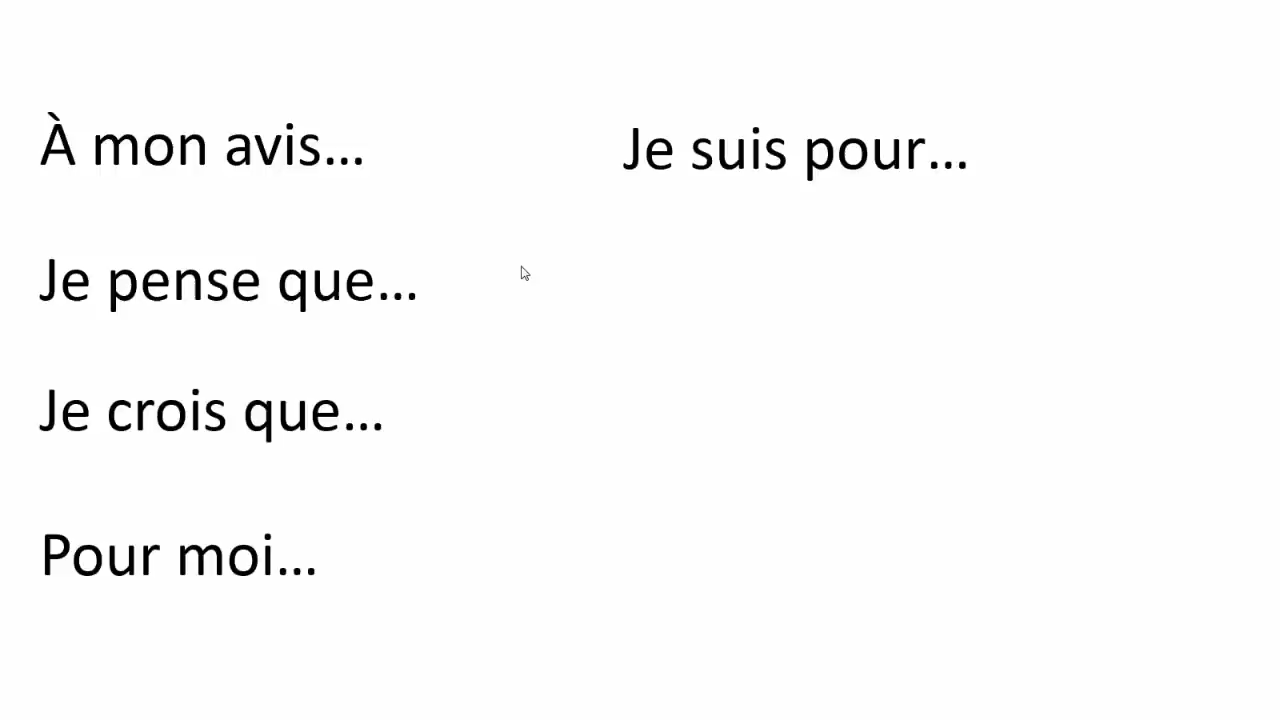 À mon avis…
Je pense que…
Je crois que…
Pour moi…
Je suis pour…